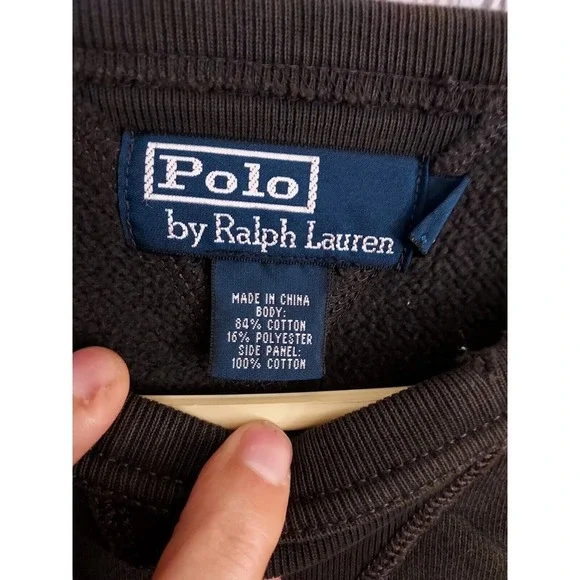 Polo
by Ralph Lauren
MADE IN CHINA
BODY:
84% COTTON
16% POLYESTER
SIDE PANEL:
100% COTTON